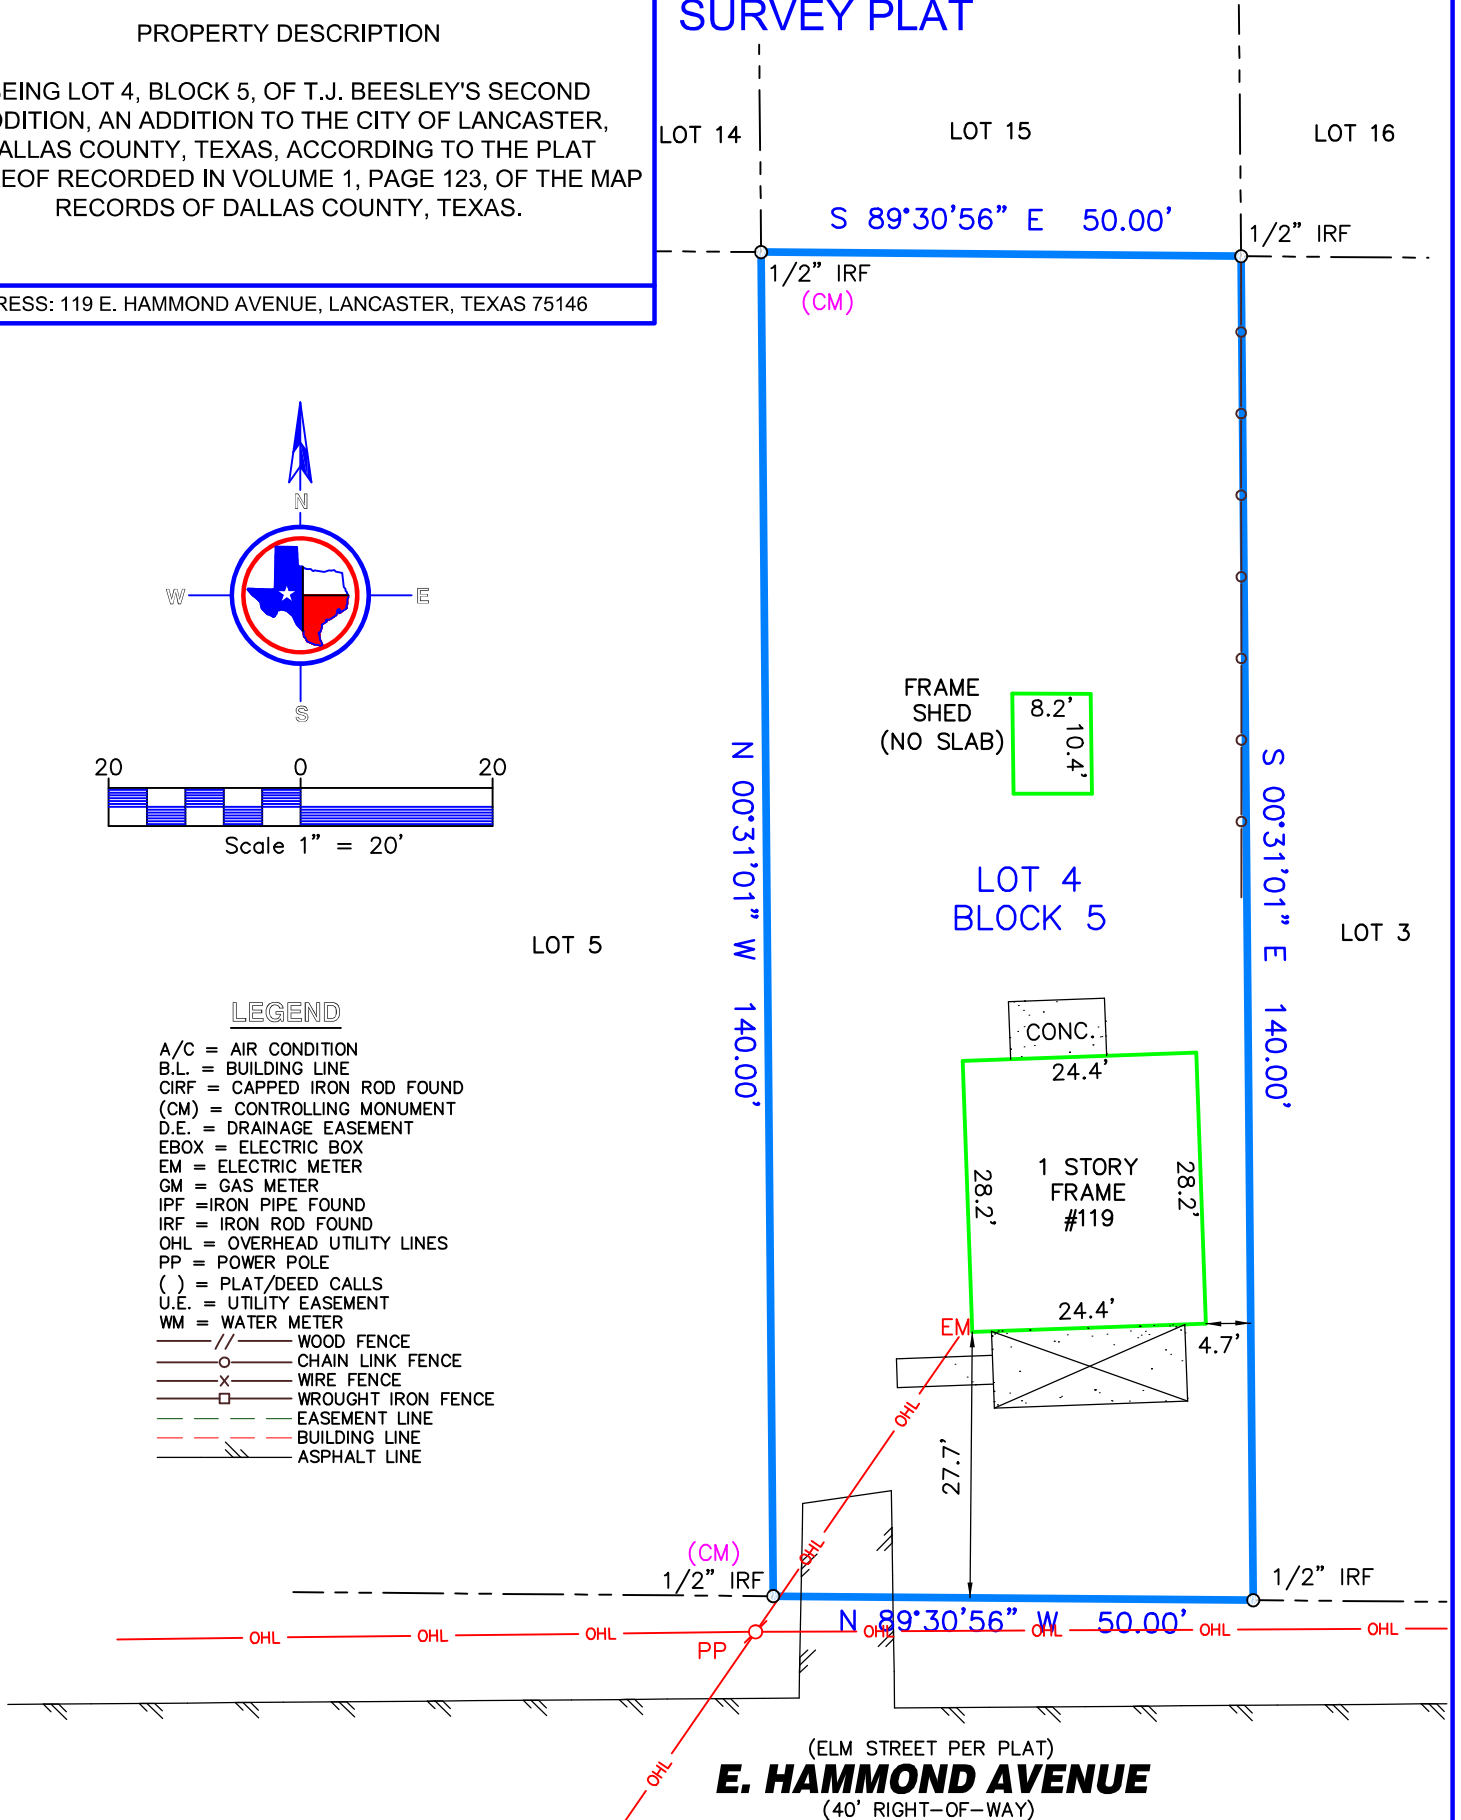 SURVEY PLAT
PROPERTY DESCRIPTION
EING LOT 4, BLOCK 5, OF T.J. BEESLEY'S SECOND
DITION, AN ADDITION TO THE CITY OF LANCASTER,
ALLAS COUNTY, TEXAS, ACCORDING TO THE PLAT
EOF RECORDED IN VOLUME 1, PAGE 123, OF THE MAP
RECORDS OF DALLAS COUNTY, TEXAS.
RESS: 119 E. HAMMOND AVENUE, LANCASTER, TEXAS 75146
LOT 14
LOT 15
LOT 16
S 89°30'56" E 50.00'
1/2" IRF
1/2" IRF
(CM)
N
W
E
S
20 0 20
Scale 1" = 20'
FRAME
SHED
(NO SLAB)
8.2'
10.4'
N 00°31'01" W 140.00'
S 00°31'01" E 140.00'
LOT 4
BLOCK 5
LOT 5
LOT 3
LEGEND
A/C = AIR CONDITION
B.L. = BUILDING LINE
CIRF = CAPPED IRON ROD FOUND
(CM) = CONTROLLING MONUMENT
D.E. = DRAINAGE EASEMENT
EBOX = ELECTRIC BOX
EM = ELECTRIC METER
GM = GAS METER
IPF =IRON PIPE FOUND
IRF = IRON ROD FOUND
OHL = OVERHEAD UTILITY LINES
PP = POWER POLE
( ) = PLAT/DEED CALLS
U.E. = UTILITY EASEMENT
WM = WATER METER
WOOD FENCE
CHAIN LINK FENCE
WIRE FENCE
WROUGHT IRON FENCE
EASEMENT LINE
BUILDING LINE
ASPHALT LINE
CONC.
24.4'
28.2'
1 STORY
FRAME
#119
28.2'
24.4'
EM
4.7'
OHL
27.7'
OHL
(CM)
1/2" IRF
1/2" IRF
N 89°30'56" W 50.00'
OHL OHL OHL OHL OHL OHL OHL
PP
OHL
(ELM STREET PER PLAT)
E. HAMMOND AVENUE
(40' RIGHT-OF-WAY)